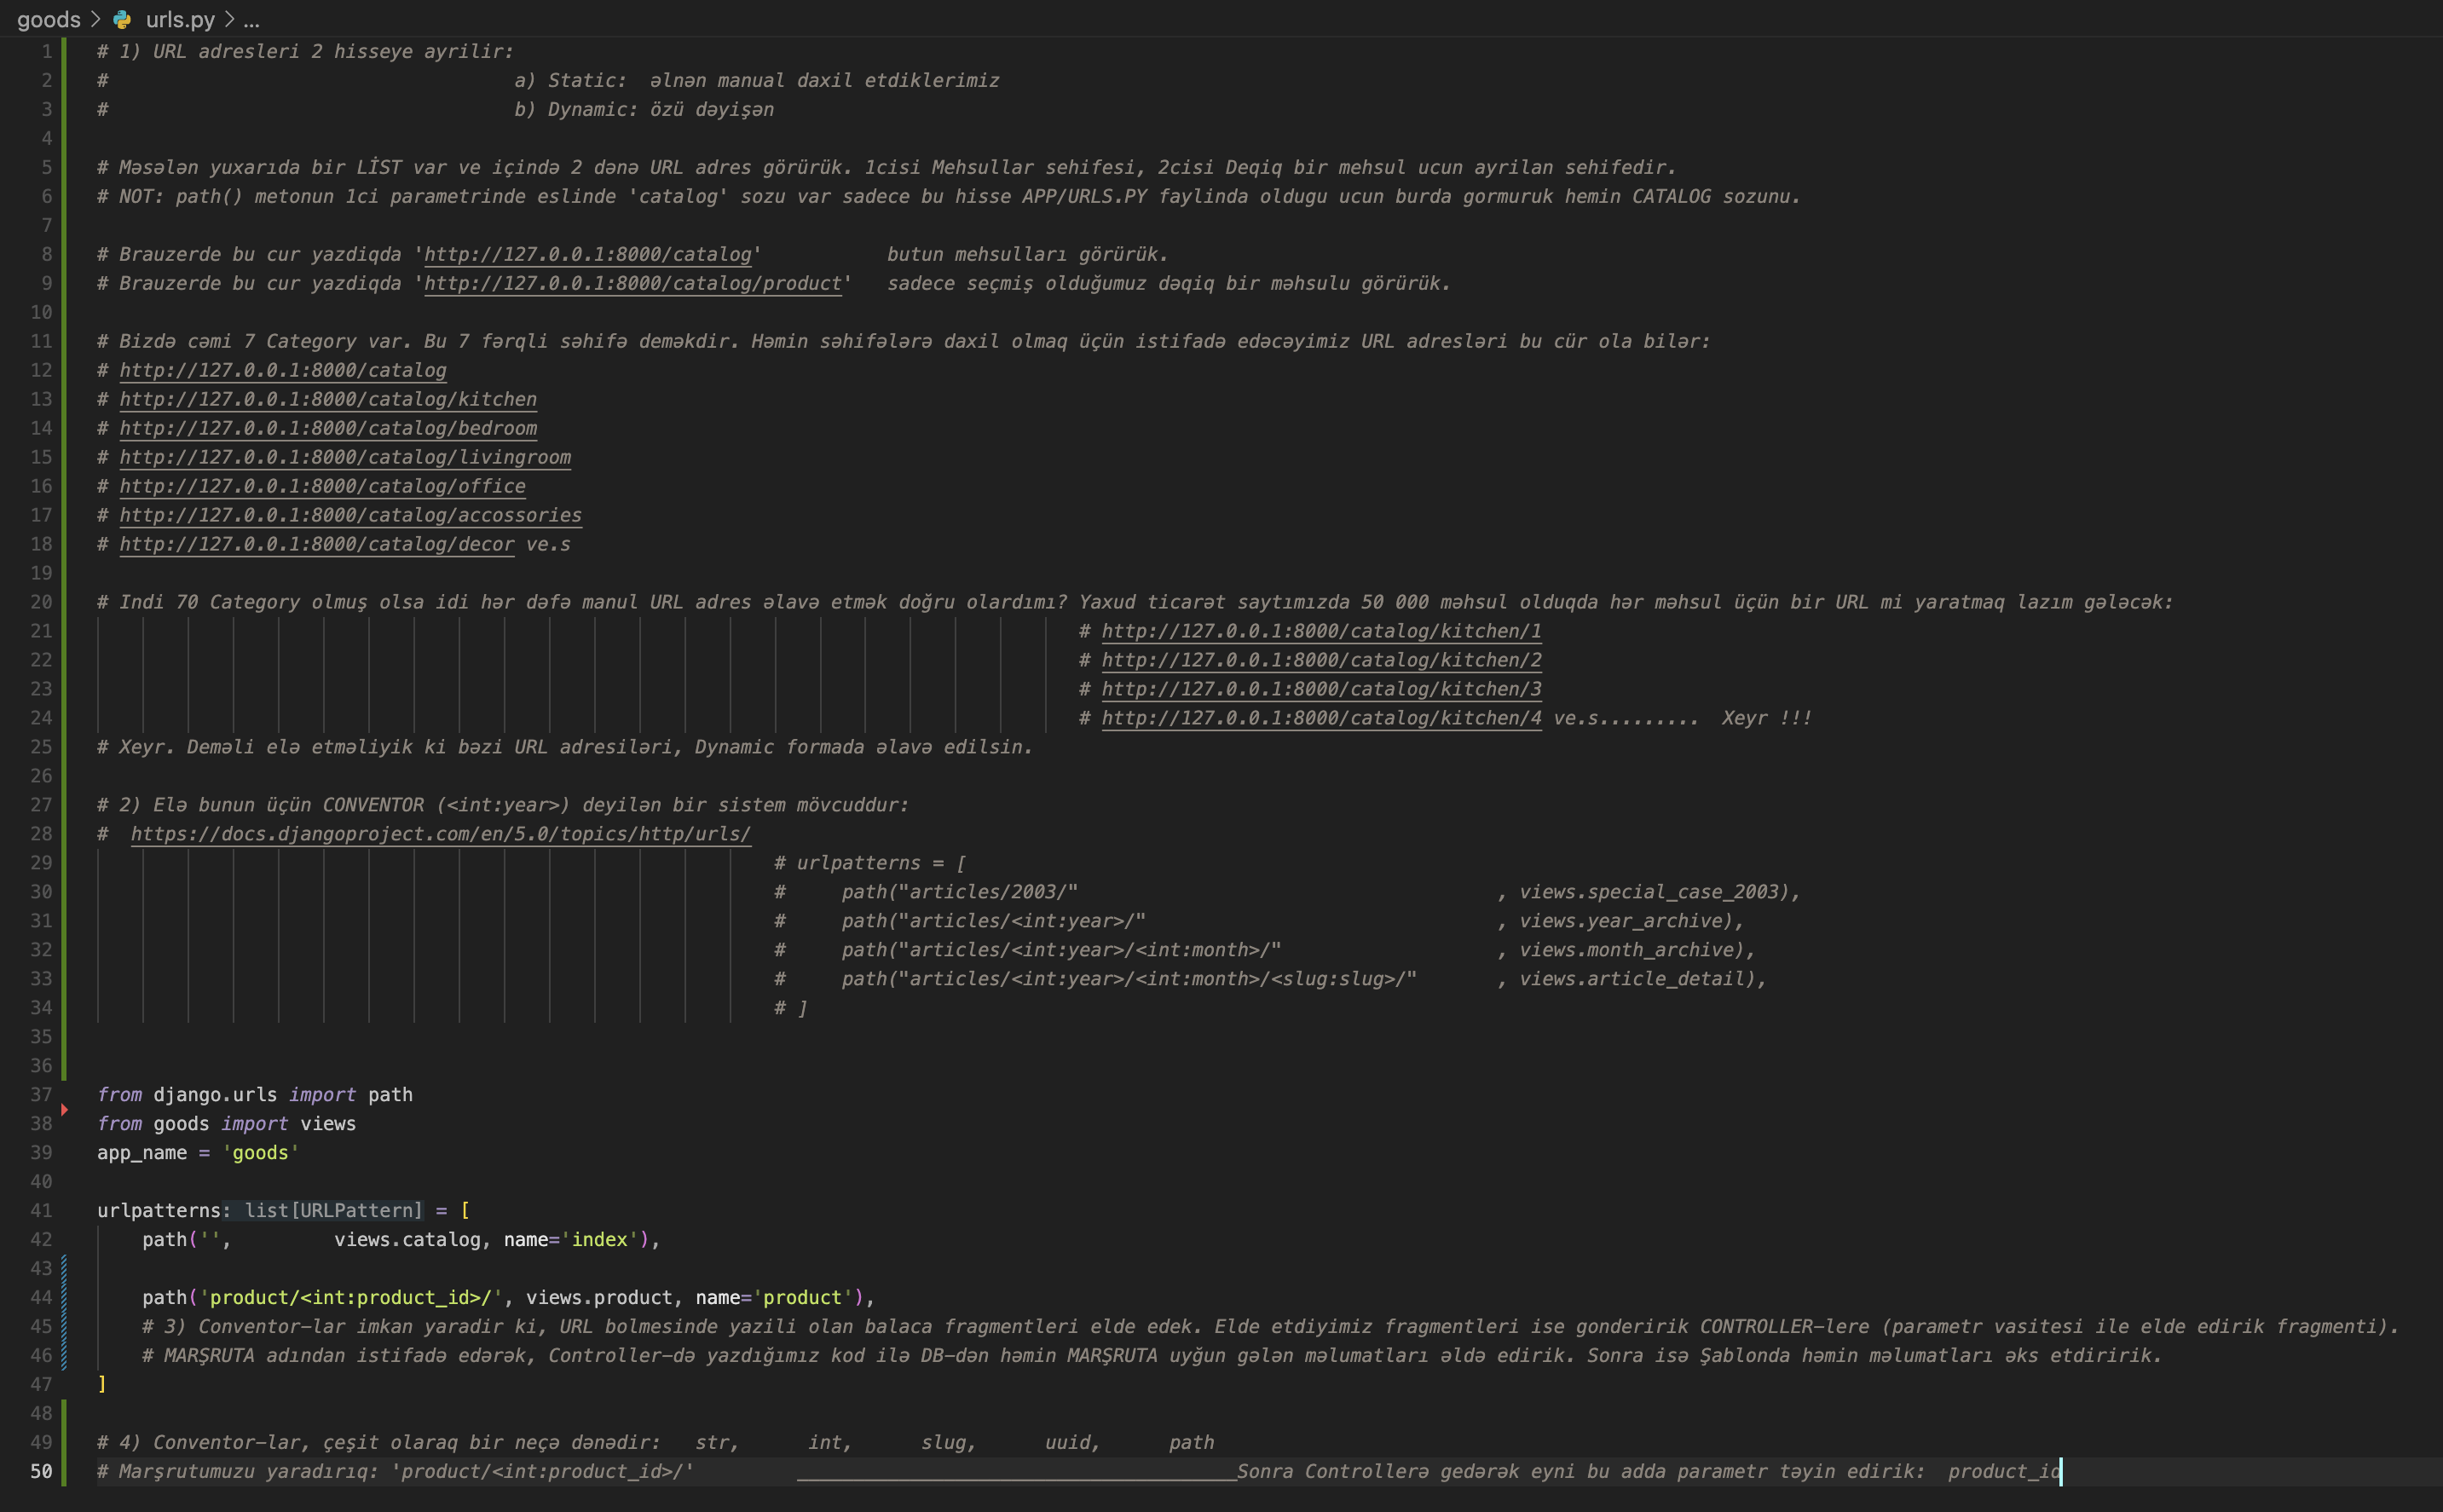 goods > urls.py > ...
1 # 1) URL adresleri 2 hisseye ayrilir:
2 # a) Static: əlnən manual daxil etdiklerimiz
3 # b) Dynamic: özü dəyişən
4
5 # Məsələn yuxarıda bir LİST var ve içində 2 dənə URL adres görürük. 1cisi Mehsullar sehifesi, 2cisi Deqiq bir mehsul ucun ayrilan sehifedir.
6 # NOT: path() metonun 1ci parametrinde eslinde 'catalog' sozu var sadece bu hisse APP/URLS.PY faylinda oldugu ucun burda gormuruk hemin CATALOG sozunu.
7
8 # Brauzerde bu cur yazdiqda 'http://127.0.0.1:8000/catalog' butun mehsulları görürük.
9 # Brauzerde bu cur yazdiqda 'http://127.0.0.1:8000/catalog/product' sadece seçmiş olduğumuz dəqiq bir məhsulu görürük.
10
11 # Bizdə cəmi 7 Category var. Bu 7 fərqli səhifə deməkdir. Həmin səhifələrə daxil olmaq üçün istifadə edəcəyimiz URL adresləri bu cür ola bilər:
12 # http://127.0.0.1:8000/catalog
13 # http://127.0.0.1:8000/catalog/kitchen
14 # http://127.0.0.1:8000/catalog/bedroom
15 # http://127.0.0.1:8000/catalog/livingroom
16 # http://127.0.0.1:8000/catalog/office
17 # http://127.0.0.1:8000/catalog/accossories
18 # http://127.0.0.1:8000/catalog/decor ve.s
19
20 # Indi 70 Category olmuş olsa idi hər dəfə manul URL adres əlavə etmək doğru olardımı? Yaxud ticarət saytımızda 50 000 məhsul olduqda hər məhsul üçün bir URL mi yaratmaq lazım gələcək:
21 # http://127.0.0.1:8000/catalog/kitchen/1
22 # http://127.0.0.1:8000/catalog/kitchen/2
23 # http://127.0.0.1:8000/catalog/kitchen/3
24 # http://127.0.0.1:8000/catalog/kitchen/4 ve.s......... Xeyr !!!
25 # Xeyr. Deməli elə etməliyik ki bəzi URL adresiləri, Dynamic formada əlavə edilsin.
26
27 # 2) Elə bunun üçün CONVENTOR (<int:year>) deyilən bir sistem mövcuddur:
28 # https://docs.djangoproject.com/en/5.0/topics/http/urls/
29 # urlpatterns = [
30 # path("articles/2003/" , views.special_case_2003),
31 # path("articles/<int:year>/" , views.year_archive),
32 # path("articles/<int:year>/<int:month>/" , views.month_archive),
33 # path("articles/<int:year>/<int:month>/<slug:slug>/" , views.article_detail),
34 # ]
35
36
37 from django.urls import path
38 from goods import views
39 app_name = 'goods'
40
41 urlpatterns: list[URLPattern] = [
42 path('', views.catalog, name='index'),
43
44 path('product/<int:product_id>/', views.product, name='product'),
45 # 3) Conventor-lar imkan yaradir ki, URL bolmesinde yazili olan balaca fragmentleri elde edek. Elde etdiyimiz fragmentleri ise gonderirik CONTROLLER-lere (parametr vasitesi ile elde edirik fragmenti).
46 # MARŞRUTA adından istifadə edərək, Controller-də yazdığımız kod ilə DB-dən həmin MARŞRUTA uyğun gələn məlumatları əldə edirik. Sonra isə Şablonda həmin məlumatları əks etdiririk.
47 ]
48
49 # 4) Conventor-lar, çeşit olaraq bir neçə dənədir: str, int, slug, uuid, path
50 # Marşrutumuzu yaradırıq: 'product/<int:product_id>/' _______________________________________Sonra Controllerə gedərək eyni bu adda parametr təyin edirik: product_id